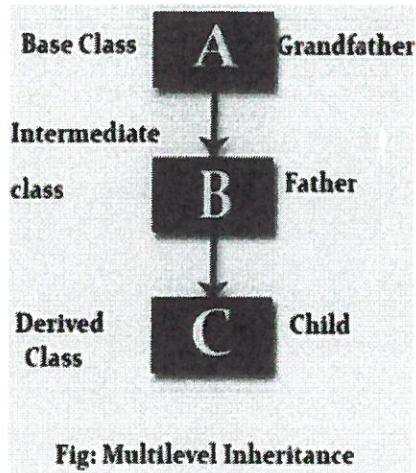 Base Class A Grandfather
Intermediate
class B Father
Derived
Class C Child
Fig: Multilevel Inheritance